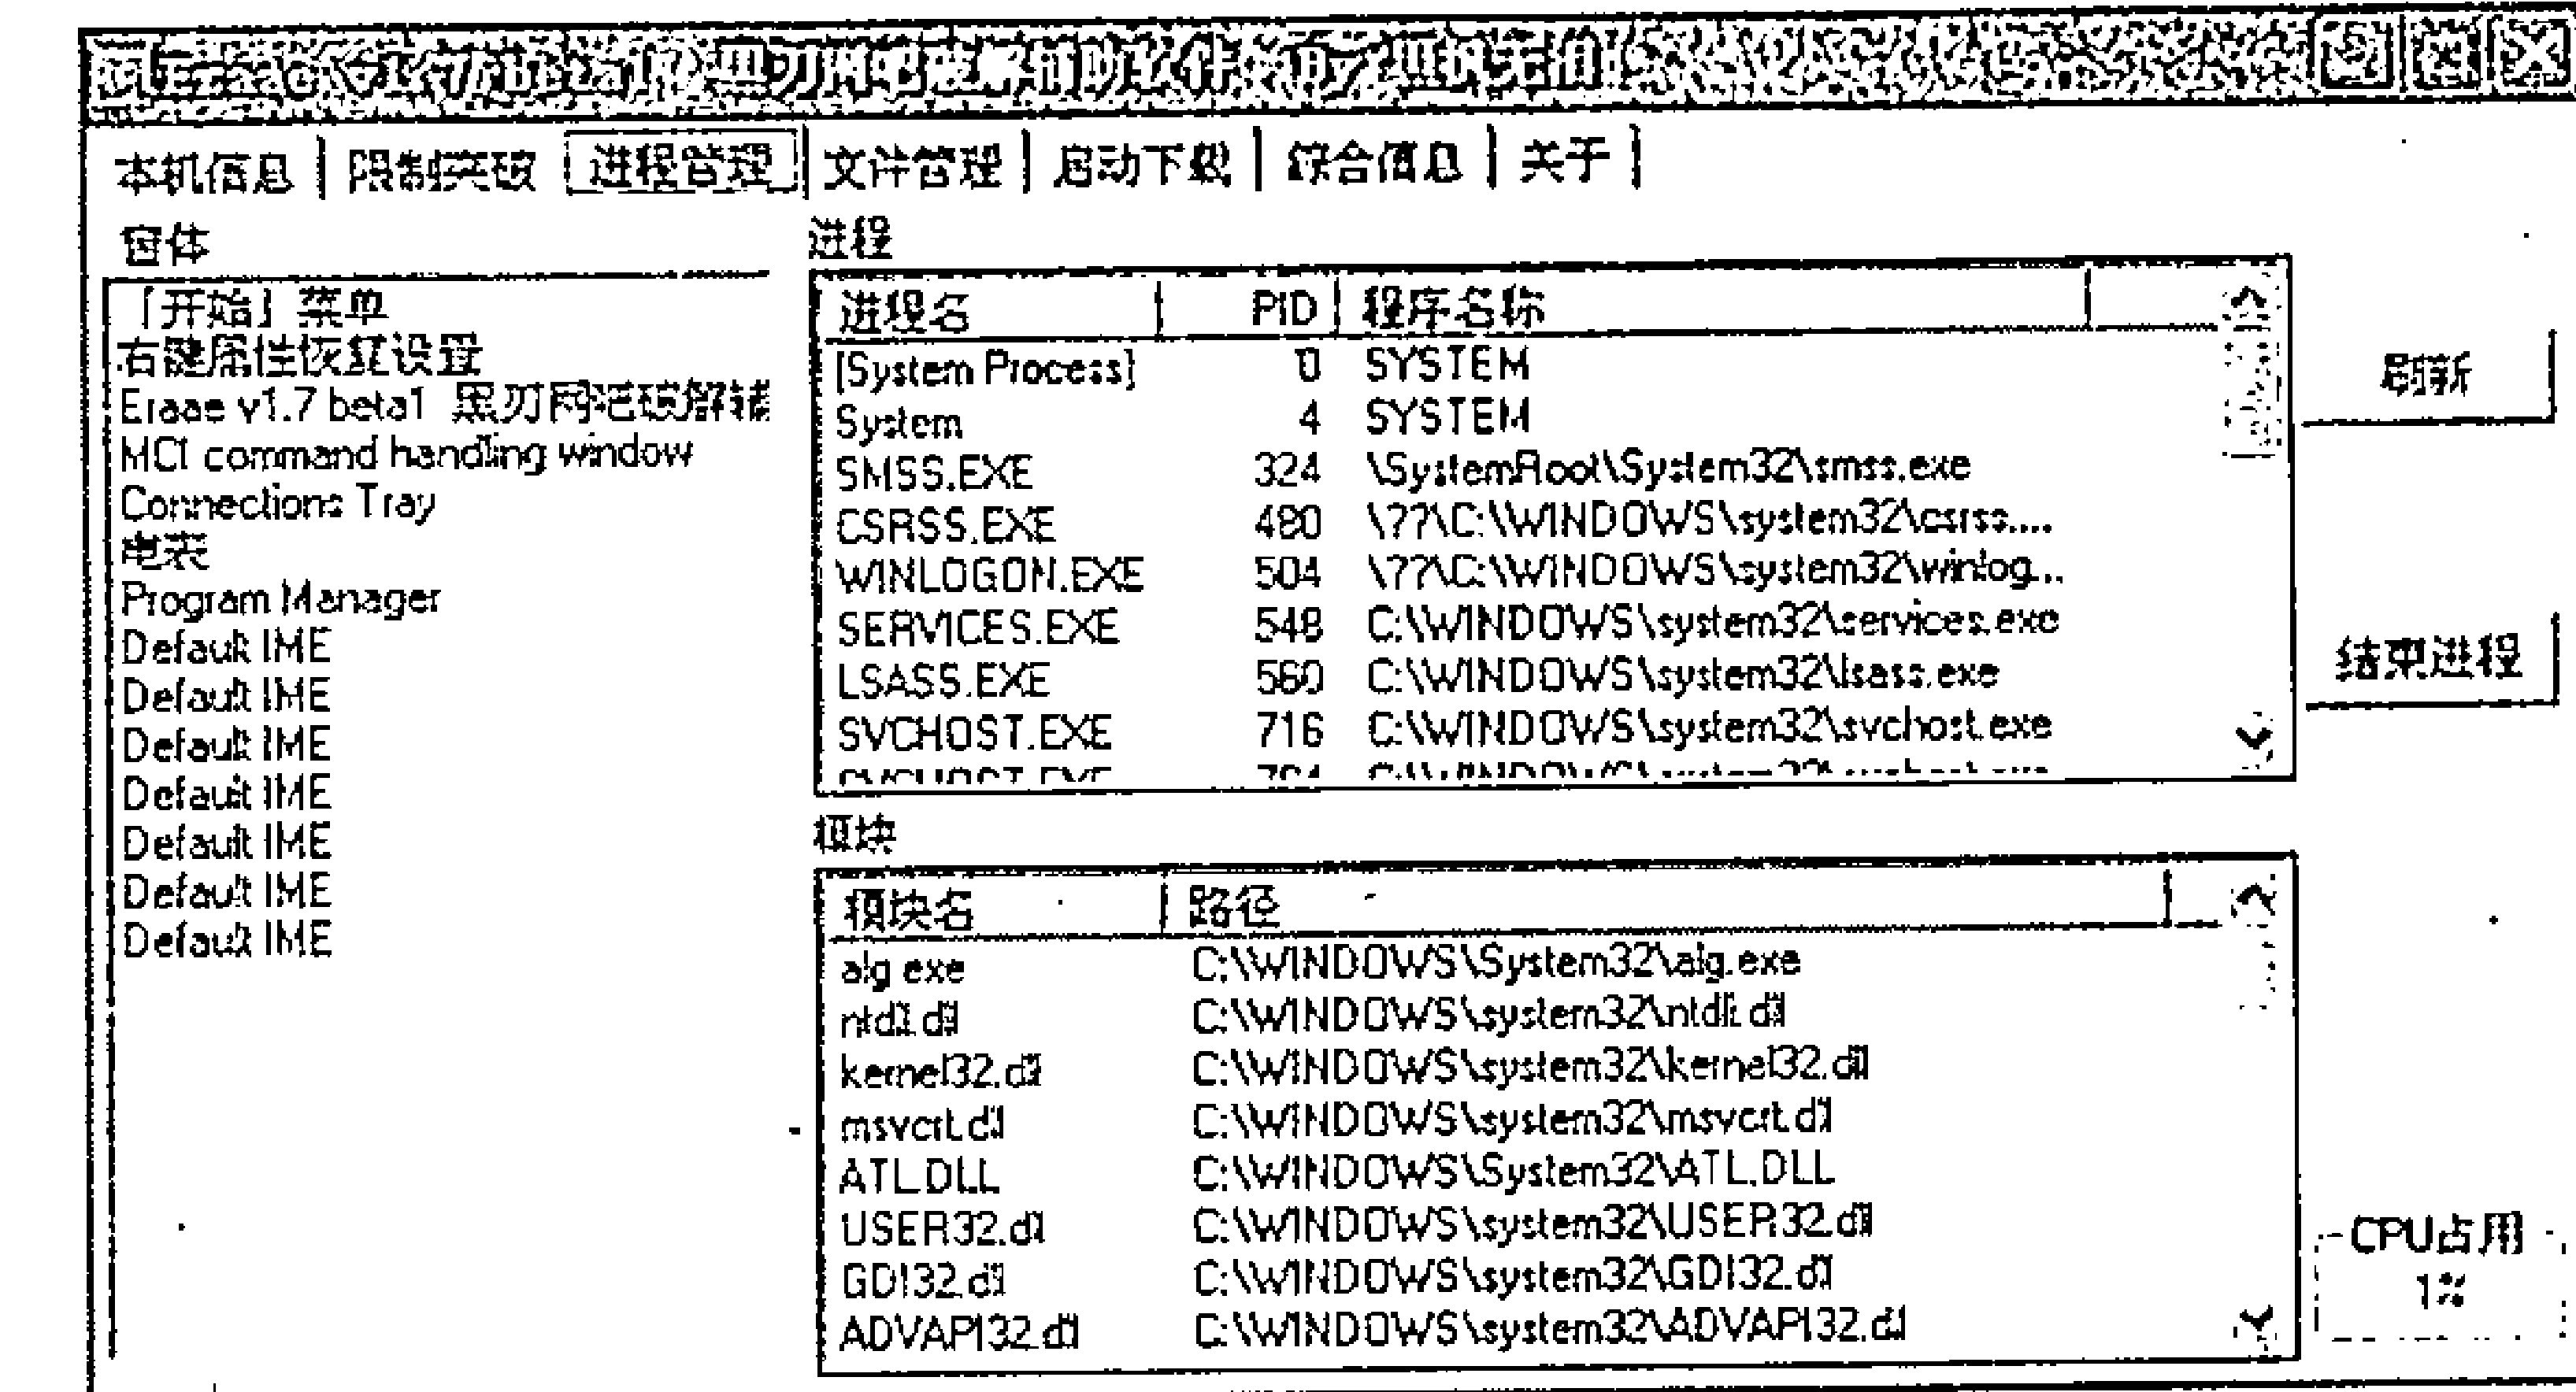 本机信息 限制突破 进程管理 文件管理 启动下载 综合信息 关于
窗体
「开始」菜单
右键属性恢复设置
Eraae v1.7 beta1 黑刃网吧破解辅
MCI command handling window
Connections Tray
电表
Program Manager
Default IME
Default IME
Default IME
Default IME
Default IME
Default IME
Default IME
进程
进程名 PID 程序名称
[System Process] 0 SYSTEM
System 4 SYSTEM
SMSS.EXE 324 \SystemRoot\System32\smss.exe
CSRSS.EXE 480 \??\C:\WINDOWS\system32\csrss....
WINLOGON.EXE 504 \??\C:\WINDOWS\system32\winlog...
SERVICES.EXE 548 C:\WINDOWS\system32\services.exe
LSASS.EXE 560 C:\WINDOWS\system32\lsass.exe
SVCHOST.EXE 716 C:\WINDOWS\system32\svchost.exe
刷新
结束进程
模块
模块名 路径
alg.exe C:\WINDOWS\System32\alg.exe
ntdll.dll C:\WINDOWS\system32\ntdll.dll
kernel32.dll C:\WINDOWS\system32\kernel32.dll
msvcrt.dll C:\WINDOWS\system32\msvcrt.dll
ATL.DLL C:\WINDOWS\System32\ATL.DLL
USER32.dll C:\WINDOWS\system32\USER32.dll
GDI32.dll C:\WINDOWS\system32\GDI32.dll
ADVAPI32.dll C:\WINDOWS\system32\ADVAPI32.dll
CPU占用
1%